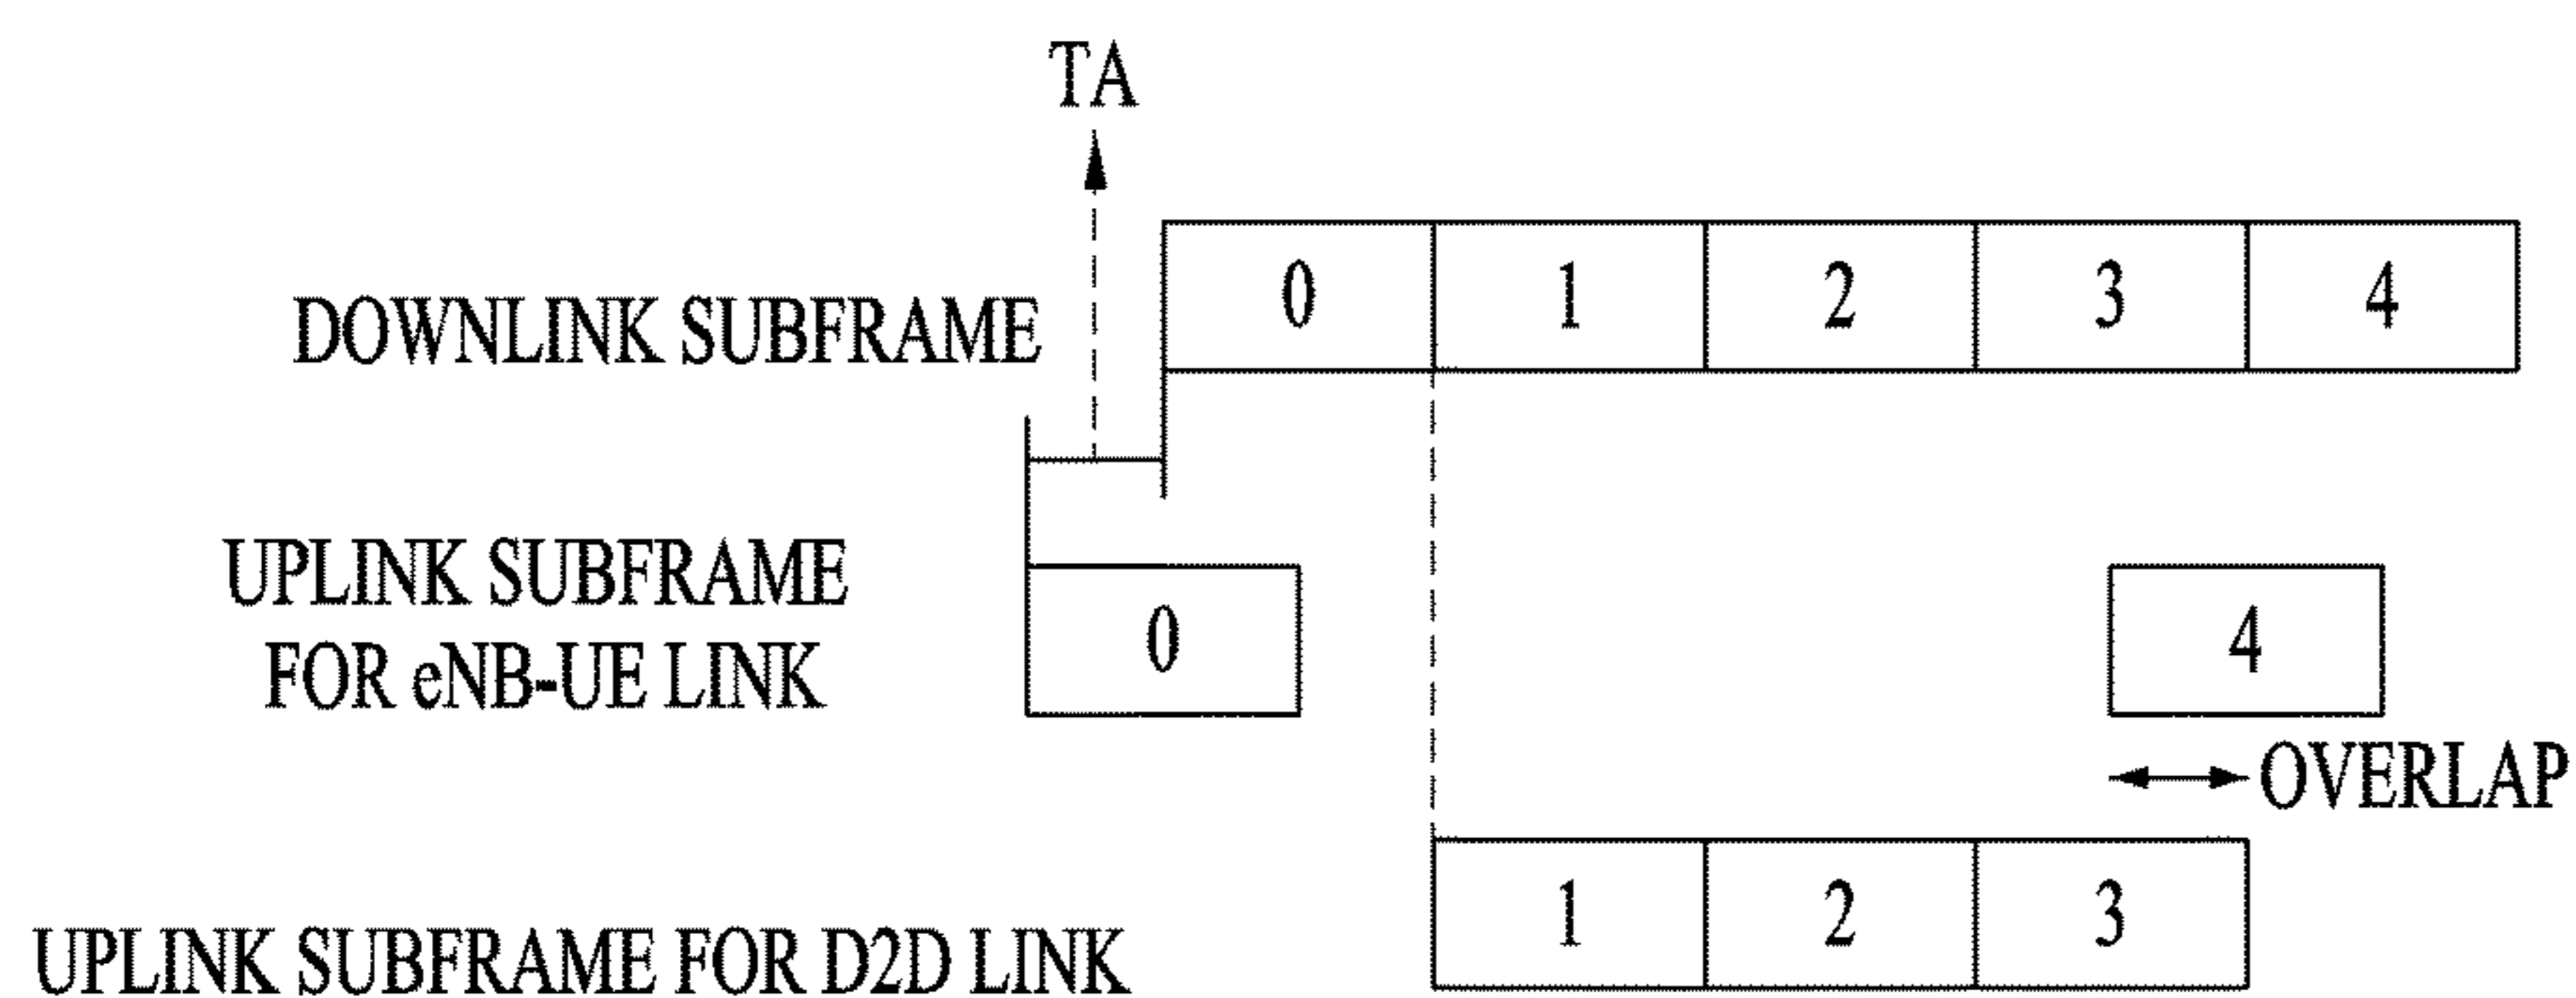 TA
DOWNLINK SUBFRAME 0 1 2 3 4
UPLINK SUBFRAME
FOR eNB-UE LINK
0 4
OVERLAP
1 2 3
UPLINK SUBFRAME FOR D2D LINK